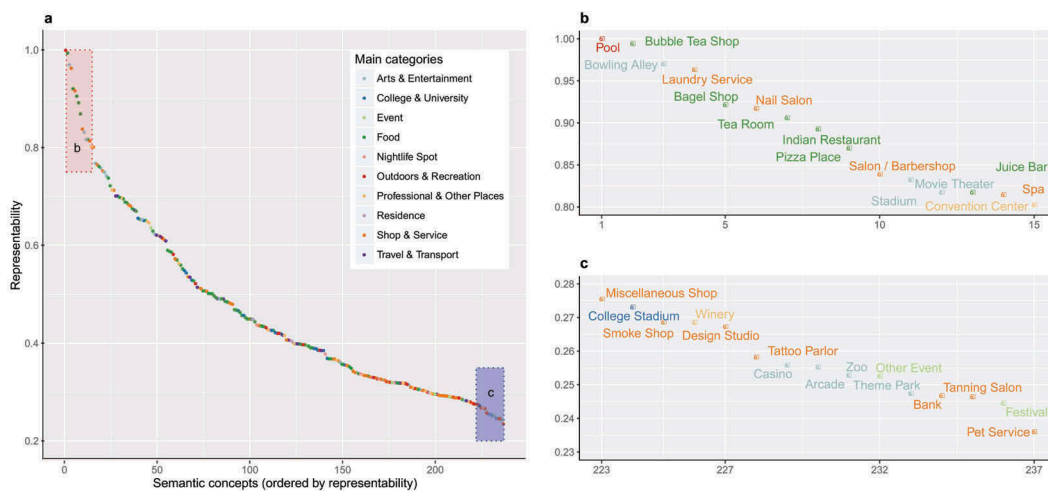 a
Representability
1.0
0.8
0.6
0.4
0.2
b
c
Main categories
Arts & Entertainment
College & University
Event
Food
Nightlife Spot
Outdoors & Recreation
Professional & Other Places
Residence
Shop & Service
Travel & Transport
0
50
100
150
200
Semantic concepts (ordered by representability)
b
1.00
0.95
0.90
0.85
0.80
Pool
Bubble Tea Shop
Bowling Alley
Laundry Service
Bagel Shop
Nail Salon
Tea Room
Indian Restaurant
Pizza Place
Salon / Barbershop
Juice Bar
Movie Theater
Stadium
Spa
Convention Center
1
5
10
15
c
0.28
0.27
0.26
0.25
0.24
0.23
Miscellaneous Shop
College Stadium
Winery
Smoke Shop
Design Studio
Tattoo Parlor
Casino
Zoo
Other Event
Arcade
Theme Park
Tanning Salon
Bank
Festival
Pet Service
223
227
232
237